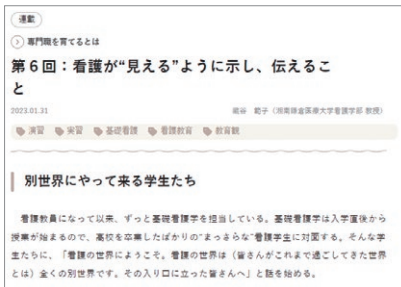 連載
専門職を育てるとは
第6回：看護が“見える”ように示し、伝えるこ
と
2023.01.31
範子（湘南鎌倉医療大学看護学部 教授）
演習 実習 基礎看護 看護教育 教育観
別世界にやって来る学生たち
看護教員になって以来、ずっと基礎看護学を担当している。基礎看護学は入学直後から
授業が始まるので、高校を卒業したばかりの“まっさらな”看護学生に対面する。そんな学
生たちに、「看護の世界にようこそ。看護の世界は（皆さんがこれまで過ごしてきた世界
とは）全くの別世界です。その入り口に立った皆さんへ」と話を始める。